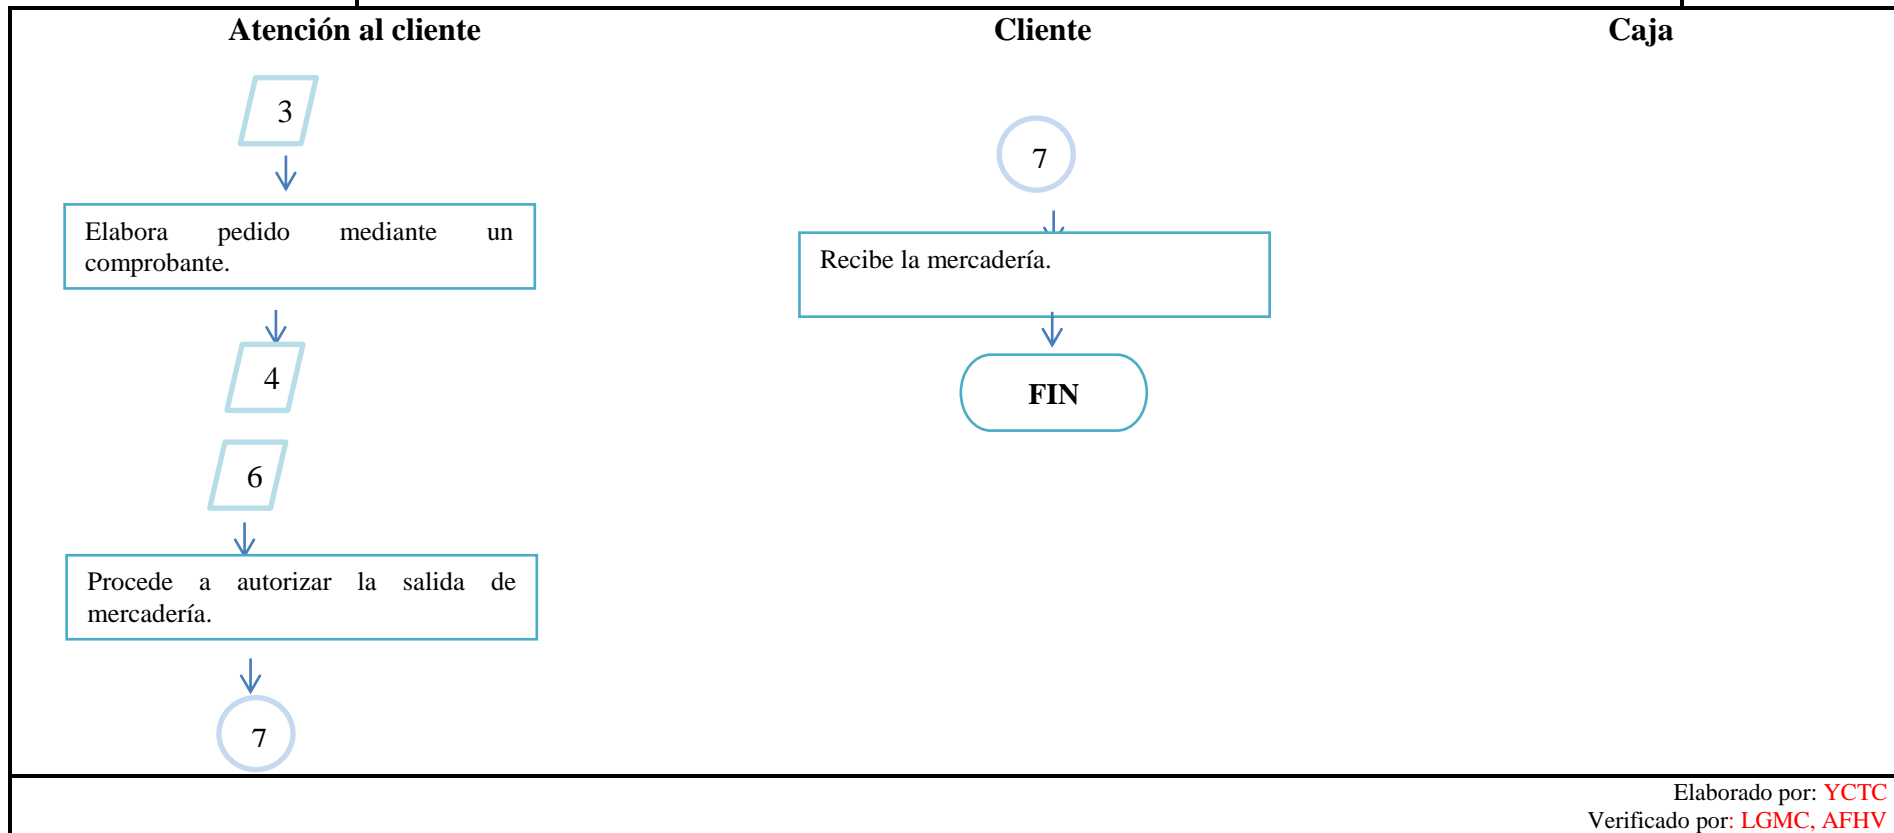 Atención al cliente
Cliente
Caja
3
Elabora pedido mediante un
comprobante.
4
6
Procede a autorizar la salida de
mercadería.
7
7
Recibe la mercadería.
FIN
Elaborado por: YCTC
Verificado por: LGMC, AFHV